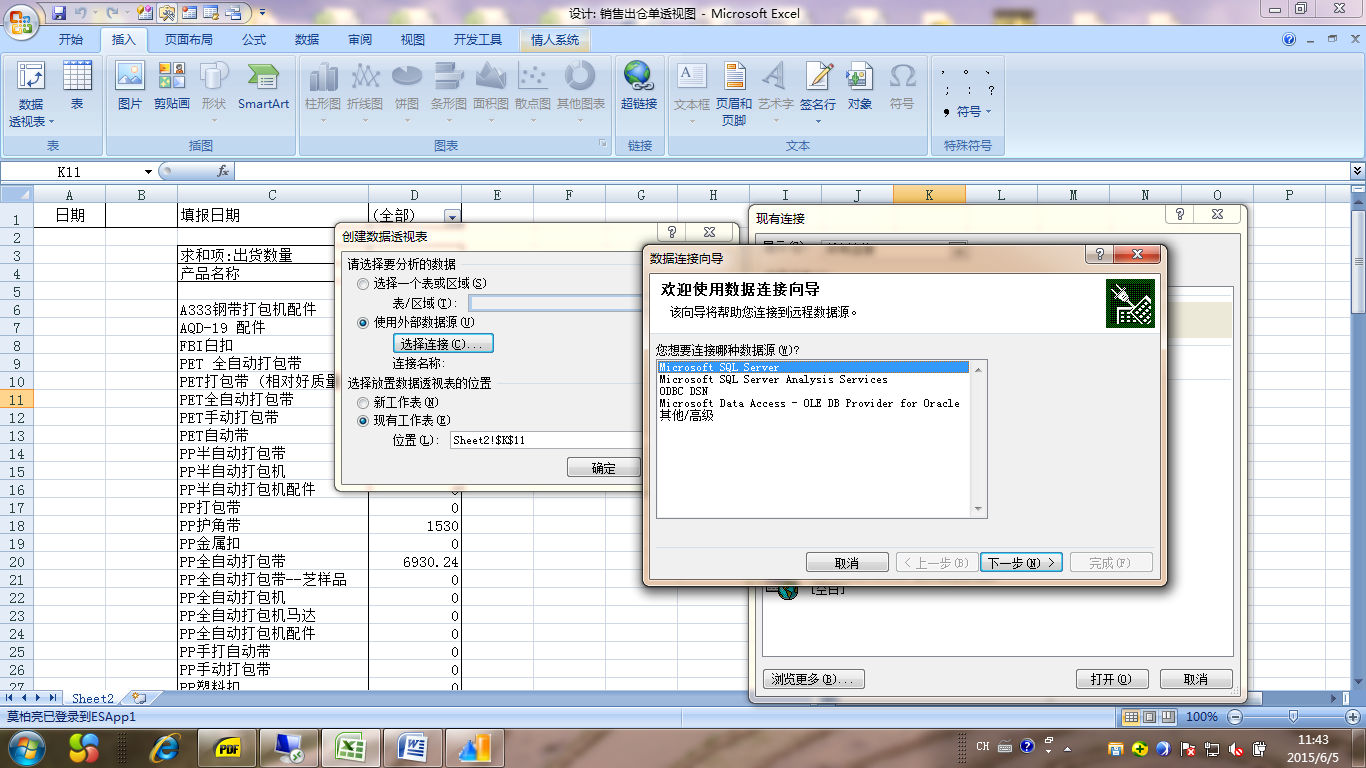 设计: 销售出仓单透视图 - Microsoft Excel
开始 插入 页面布局 公式 数据 审阅 视图 开发工具 情人系统
数据透视表 表 图片 剪贴画 形状 SmartArt 柱形图 折线图 饼图 条形图 面积图 散点图 其他图表 超链接 文本框 页眉和页脚 艺术字 签名行 对象 符号 , 。 、 ; : ? , 符号
表 插图 图表 链接 文本 特殊符号
K11 fx
A B C D E F G H I J K L M N O P
1 日期 填报日期 (全部)
2
3 求和项:出货数量
4 产品名称
5
6 A333钢带打包机配件
7 AQD-19 配件
8 FBI白扣
9 PET 全自动打包带
10 PET打包带（相对好质量
11 PET全自动打包带
12 PET手动打包带
13 PET自动带
14 PP半自动打包带
15 PP半自动打包机
16 PP半自动打包机配件 0
17 PP打包带 0
18 PP护角带 1530
19 PP金属扣 0
20 PP全自动打包带 6930.24
21 PP全自动打包带--芝样品 0
22 PP全自动打包机 0
23 PP全自动打包机马达 0
24 PP全自动打包机配件 0
25 PP手打自动带 0
26 PP手动打包带 0
27 PP塑料扣 0
创建数据透视表
请选择要分析的数据
选择一个表或区域(S)
表/区域(T):
使用外部数据源(U)
选择连接(C)...
连接名称:
选择放置数据透视表的位置
新工作表(N)
现有工作表(E)
位置(L): Sheet2!$K$11
确定
现有连接
数据连接向导
欢迎使用数据连接向导
该向导将帮助您连接到远程数据源。
您想要连接哪种数据源(W)?
Microsoft SQL Server
Microsoft SQL Server Analysis Services
ODBC DSN
Microsoft Data Access - OLE DB Provider for Oracle
其他/高级
取消 < 上一步(B) 下一步(N) > 完成(F)
[空白]
浏览更多(B)... 打开(O) 取消
Sheet2
莫柏亮已登录到ESApp1 100%
PDF CH 11:43
2015/6/5